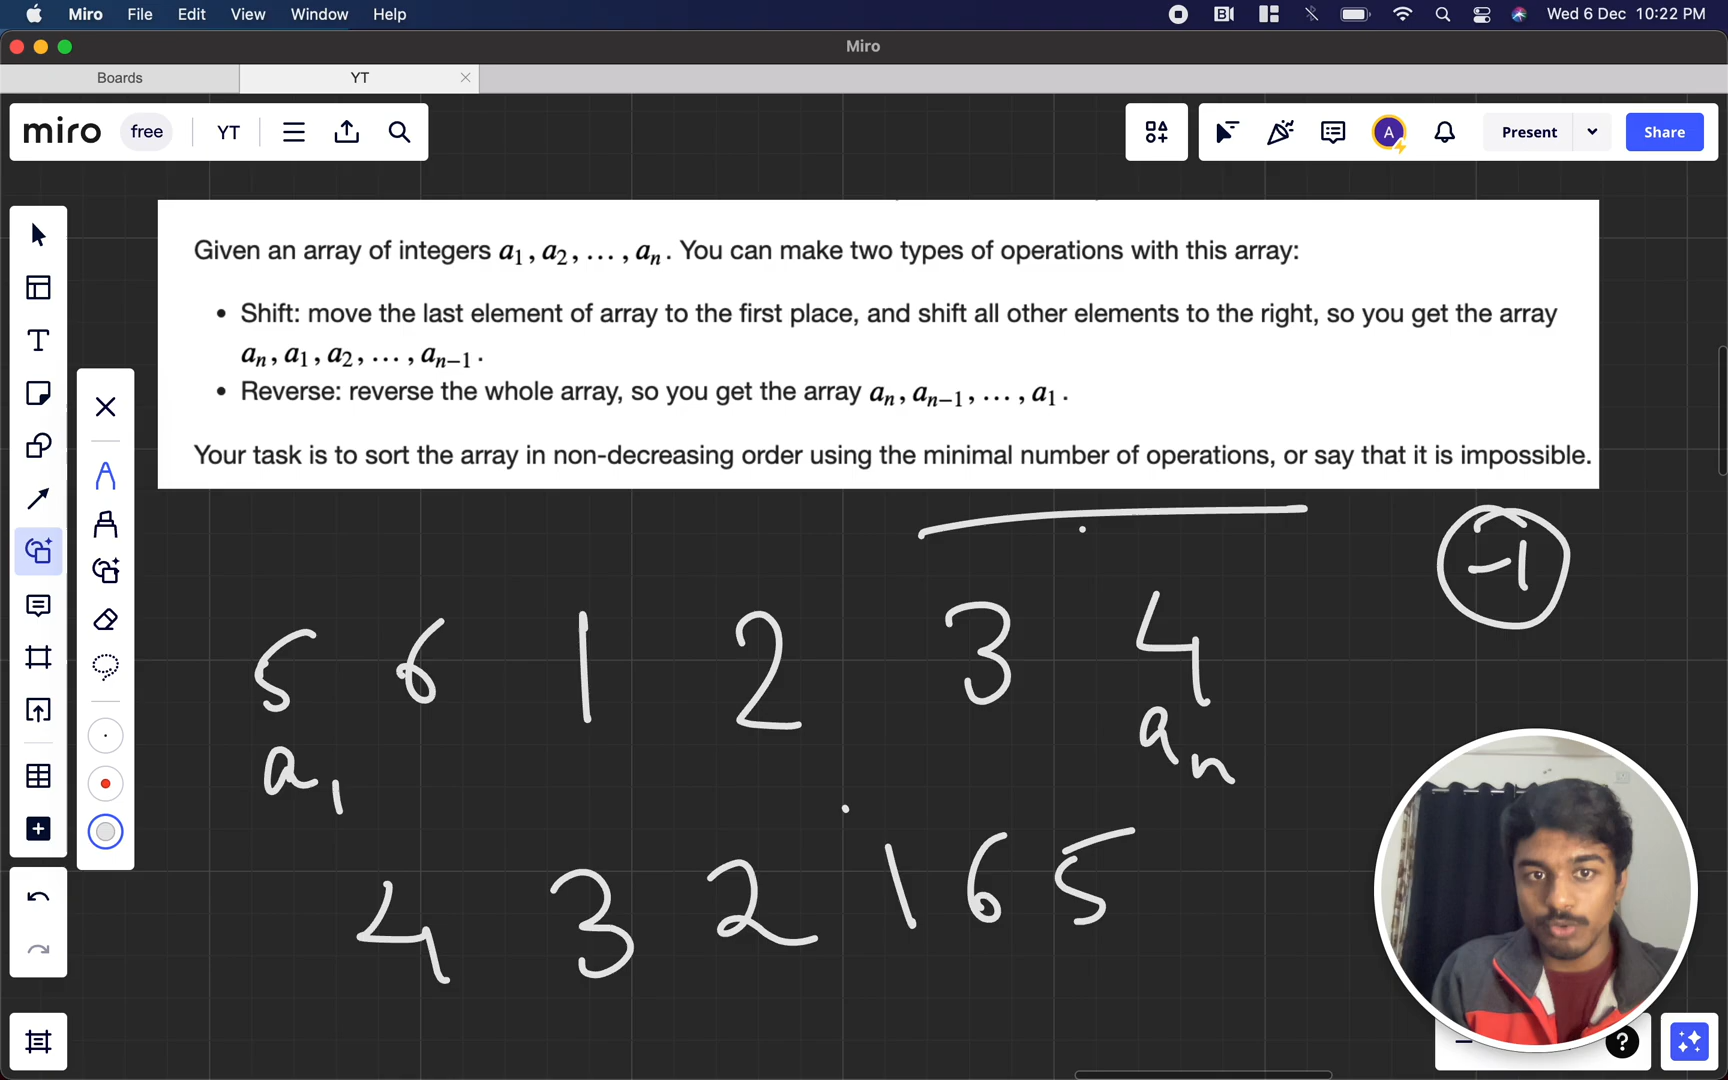 Miro File Edit View Window Help Wed 6 Dec 10:22 PM
Miro
Boards YT
miro free YT Present Share
A
Given an array of integers a₁, a₂, …, aₙ. You can make two types of operations with this array:
• Shift: move the last element of array to the first place, and shift all other elements to the right, so you get the array
aₙ, a₁, a₂, …, aₙ₋₁.
• Reverse: reverse the whole array, so you get the array aₙ, aₙ₋₁, …, a₁.
Your task is to sort the array in non-decreasing order using the minimal number of operations, or say that it is impossible.
-1
5 6 1 2 3 4
a₁ aₙ
4 3 2 1 6 5
?